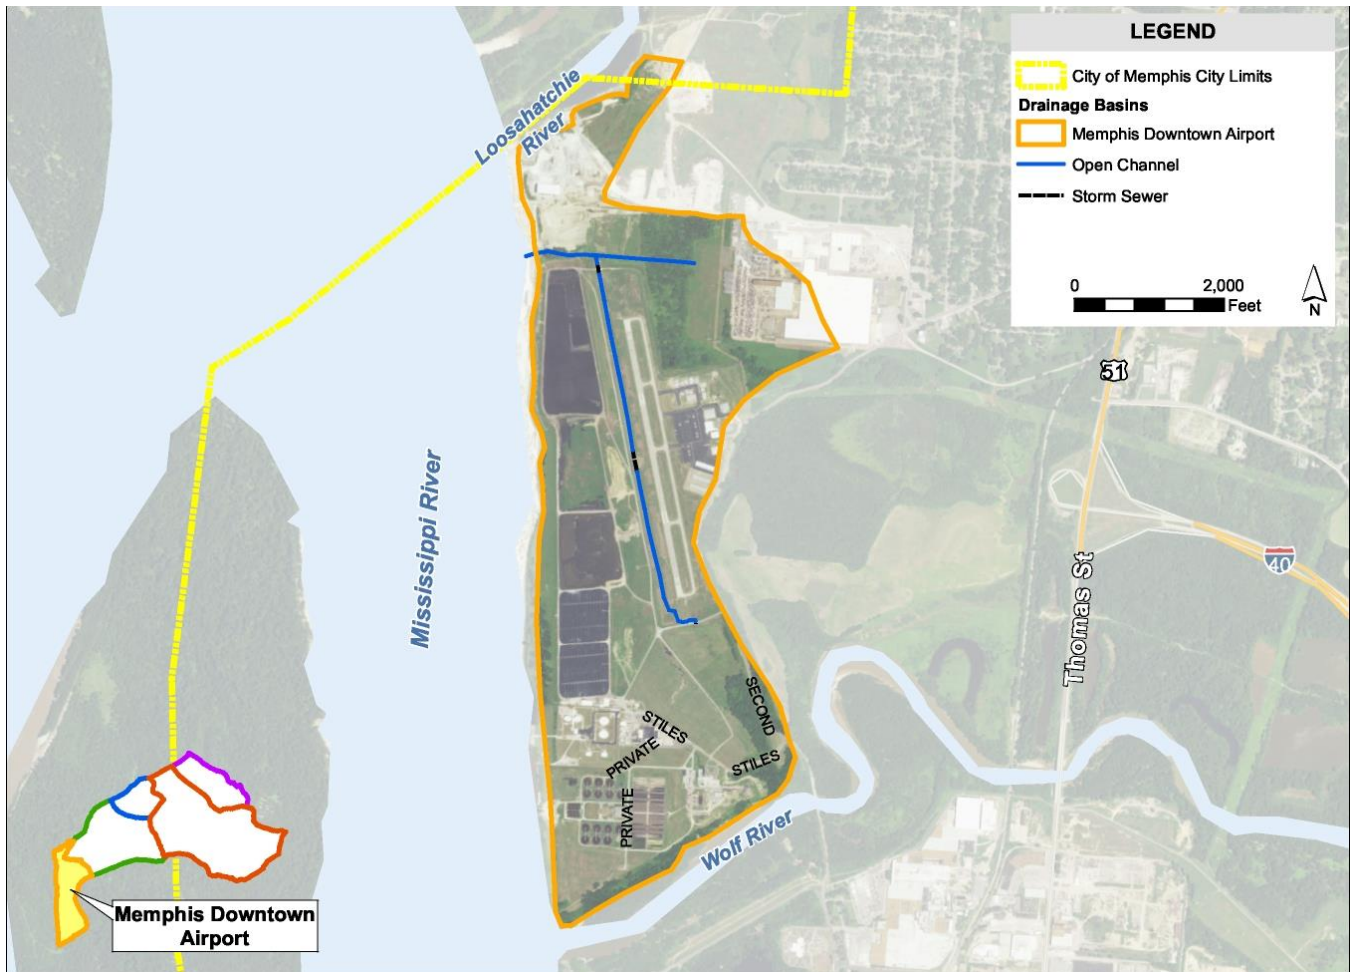 LEGEND
City of Memphis City Limits
Drainage Basins
Memphis Downtown Airport
Open Channel
Storm Sewer
0 2,000
Feet
N
Loosahatchie
River
51
Mississippi River
40
Thomas St
SECOND
STILES
PRIVATE
STILES
PRIVATE
Wolf River
Memphis Downtown
Airport